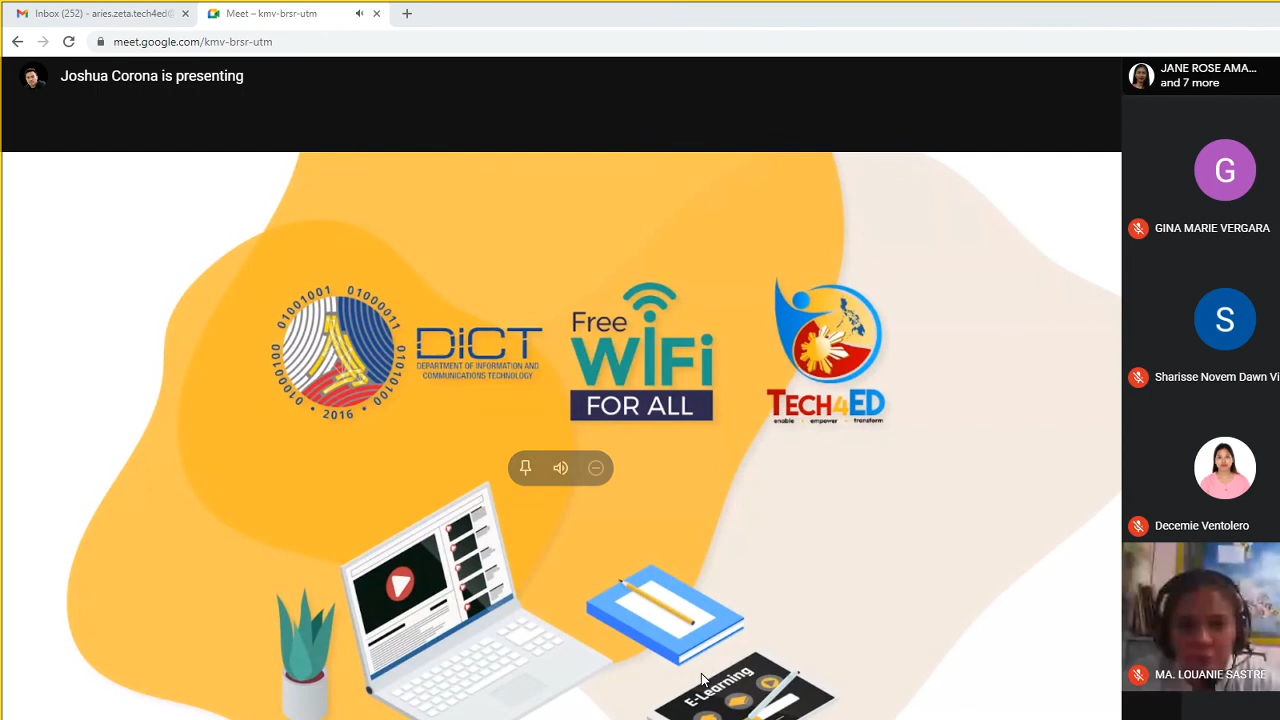 Inbox (252) - aries.zeta.tech4ed@
Meet – kmv-brsr-utm
meet.google.com/kmv-brsr-utm
Joshua Corona is presenting
JANE ROSE AMA...
and 7 more
G
GINA MARIE VERGARA
S
Sharisse Novem Dawn Vi
Decemie Ventolero
MA. LOUANIE SASTRE
01001001 01000011 01010100 01000100
• 2016 •
DICT
DEPARTMENT OF INFORMATION AND
COMMUNICATIONS TECHNOLOGY
Free
WiFi
FOR ALL
TECH4ED
enable • empower • transform
E-Learning